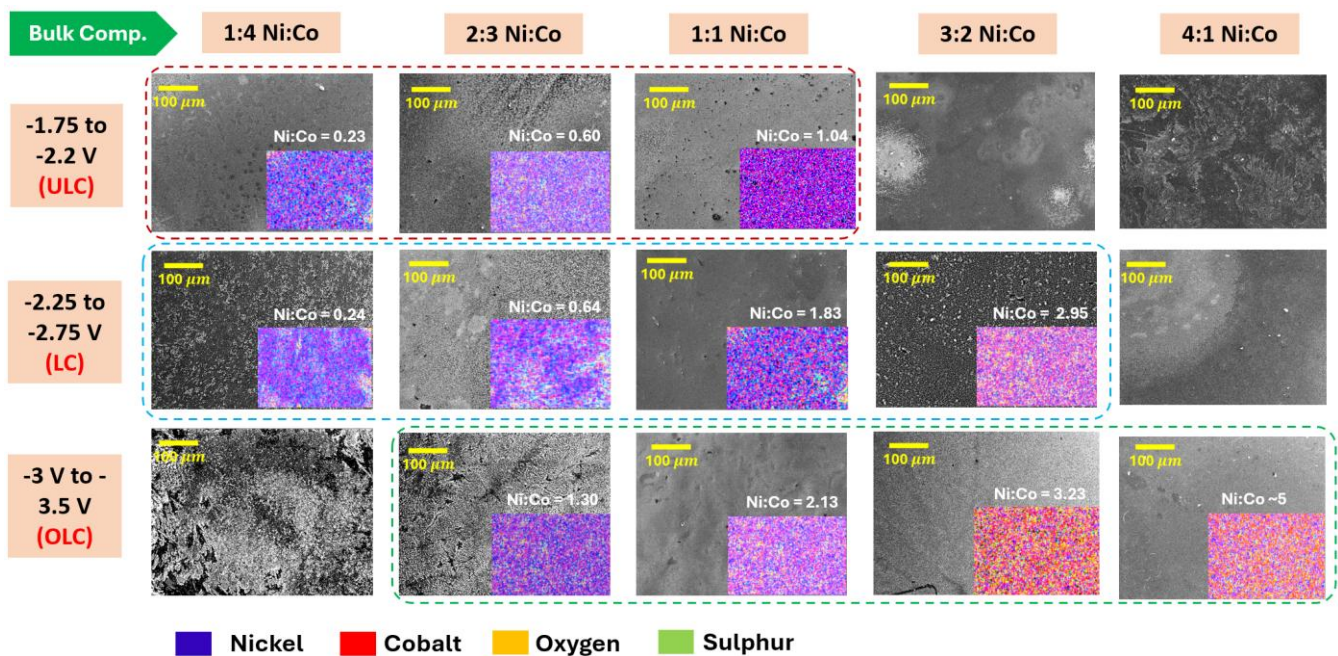 Bulk Comp.
1:4 Ni:Co
2:3 Ni:Co
1:1 Ni:Co
3:2 Ni:Co
4:1 Ni:Co
-1.75 to
-2.2 V
(ULC)
100 μm
Ni:Co = 0.23
100 μm
Ni:Co = 0.60
100 μm
Ni:Co = 1.04
100 μm
100 μm
-2.25 to
-2.75 V
(LC)
100 μm
Ni:Co = 0.24
100 μm
Ni:Co = 0.64
100 μm
Ni:Co = 1.83
100 μm
Ni:Co = 2.95
100 μm
-3 V to -
3.5 V
(OLC)
100 μm
100 μm
Ni:Co = 1.30
100 μm
Ni:Co = 2.13
100 μm
Ni:Co = 3.23
100 μm
Ni:Co ~5
Nickel
Cobalt
Oxygen
Sulphur